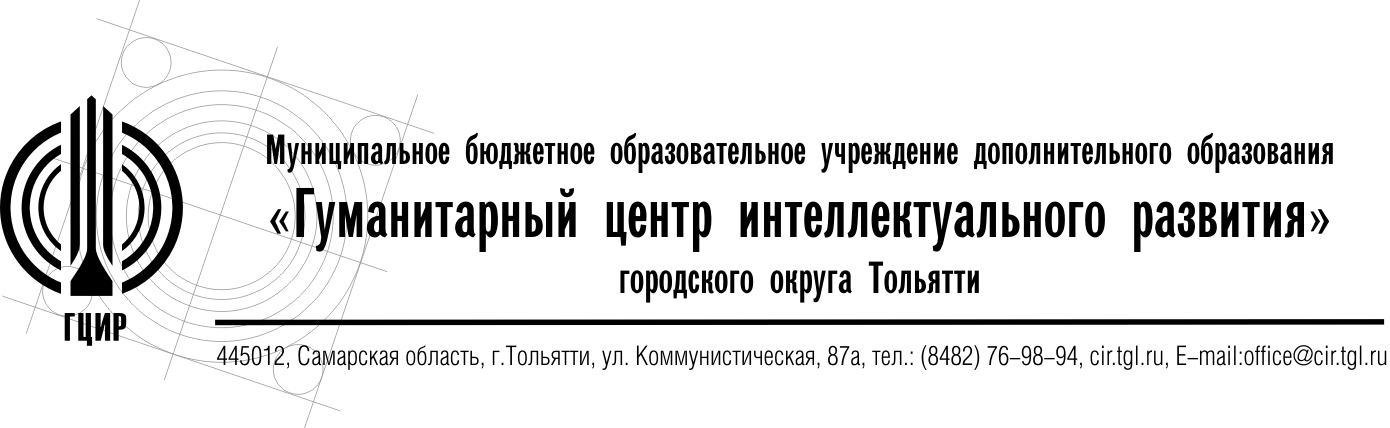 Муниципальное бюджетное образовательное учреждение дополнительного образования
«Гуманитарный центр интеллектуального развития»
городского округа Тольятти
ГЦИР
445012, Самарская область, г.Тольятти, ул. Коммунистическая, 87а, тел.: (8482) 76–98–94, cir.tgl.ru, E–mail:office@cir.tgl.ru